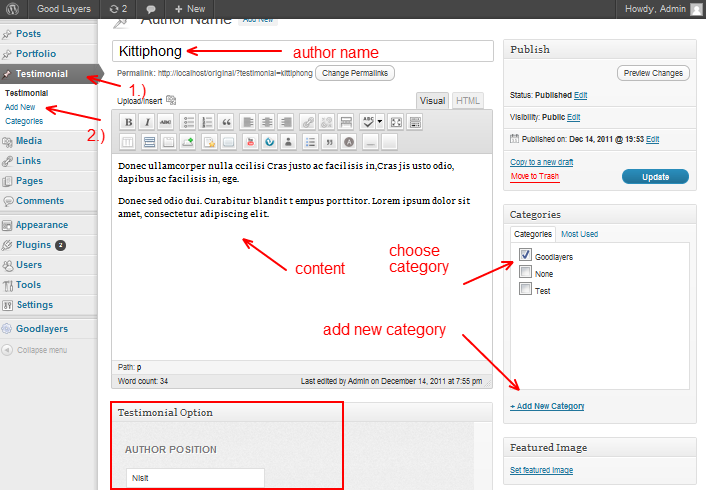 Good Layers 2 + New Howdy, Admin
Author Name Add New
Posts
Portfolio
Testimonial
Testimonial
Add New
Categories
Media
Links
Pages
Comments
Appearance
Plugins 2
Users
Tools
Settings
Goodlayers
Collapse menu
1.)
2.)
Kittiphong
author name
Permalink: http://localhost/original/?testimonial=kittiphong Change Permalinks
Upload/Insert
Visual HTML
B I ABC
ABC
Donec ullamcorper nulla ccilisi Cras justo ac facilisis in,Cras jis usto odio,
dapibus ac facilisis in, ege.
Donec sed odio dui. Curabitur blandit t empus porttitor. Lorem ipsum dolor sit
amet, consectetur adipiscing elit.
content
Path: p
Word count: 34 Last edited by Admin on December 14, 2011 at 7:55 pm
Testimonial Option
AUTHOR POSITION
Nisit
Publish
Preview Changes
Status: Published Edit
Visibility: Public Edit
Published on: Dec 14, 2011 @ 19:53 Edit
Copy to a new draft
Move to Trash Update
Categories
Categories Most Used
Goodlayers
None
Test
choose
category
add new category
+ Add New Category
Featured Image
Set featured image